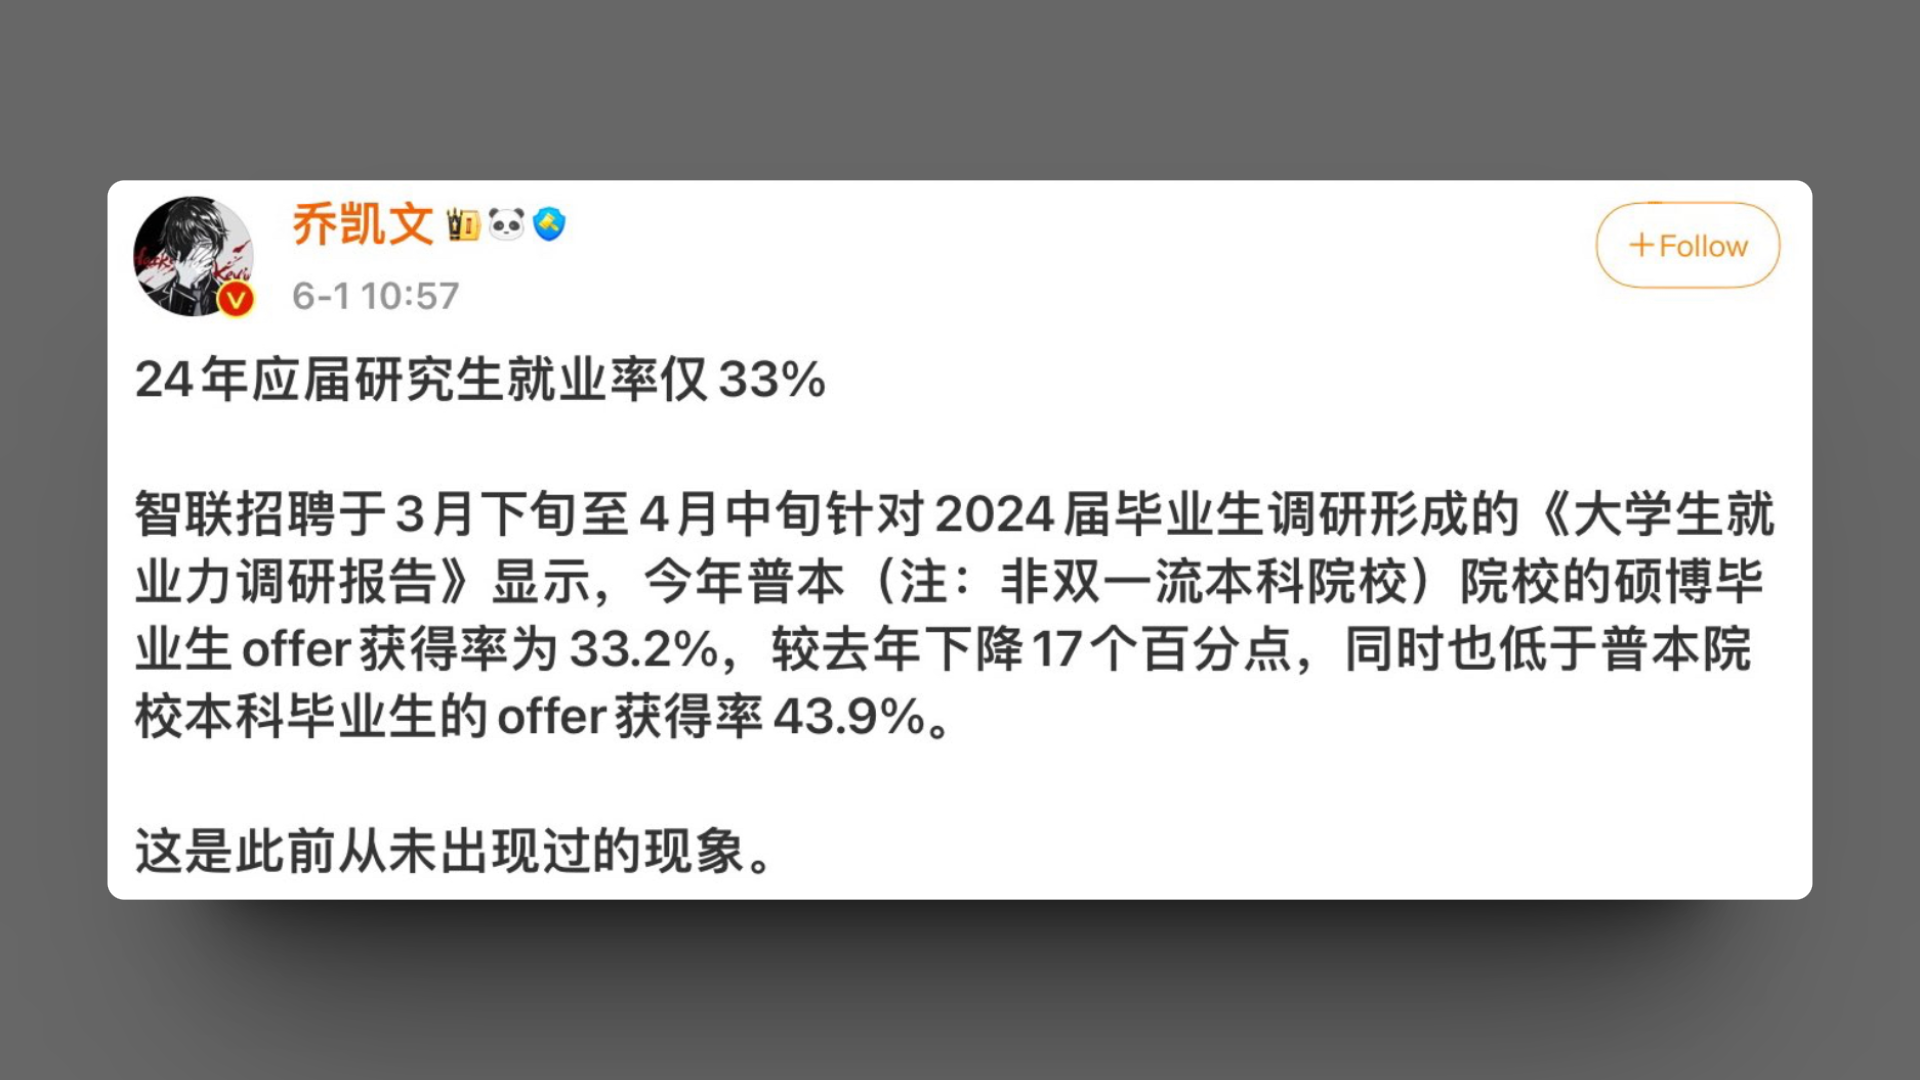 乔凯文
6-1 10:57
+Follow
24年应届研究生就业率仅33%
智联招聘于3月下旬至4月中旬针对2024届毕业生调研形成的《大学生就
业力调研报告》显示，今年普本（注：非双一流本科院校）院校的硕博毕
业生offer获得率为33.2%，较去年下降17个百分点，同时也低于普本院
校本科毕业生的offer获得率43.9%。
这是此前从未出现过的现象。